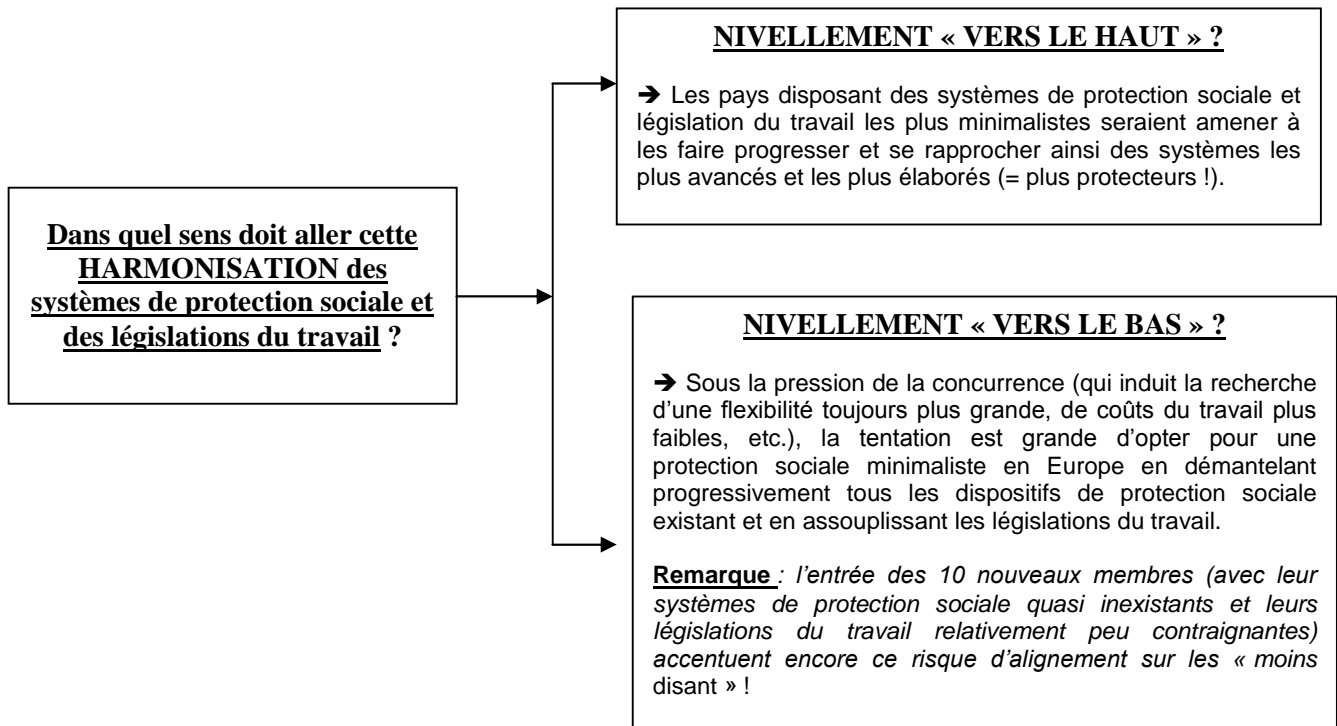 Dans quel sens doit aller cette
HARMONISATION des
systèmes de protection sociale et
des législations du travail ?
NIVELLEMENT « VERS LE HAUT » ?
➔ Les pays disposant des systèmes de protection sociale et
législation du travail les plus minimalistes seraient amener à
les faire progresser et se rapprocher ainsi des systèmes les
plus avancés et les plus élaborés (= plus protecteurs !).
NIVELLEMENT « VERS LE BAS » ?
➔ Sous la pression de la concurrence (qui induit la recherche
d’une flexibilité toujours plus grande, de coûts du travail plus
faibles, etc.), la tentation est grande d’opter pour une
protection sociale minimaliste en Europe en démantelant
progressivement tous les dispositifs de protection sociale
existant et en assouplissant les législations du travail.
Remarque : l’entrée des 10 nouveaux membres (avec leur
systèmes de protection sociale quasi inexistants et leurs
législations du travail relativement peu contraignantes)
accentuent encore ce risque d’alignement sur les « moins
disant » !